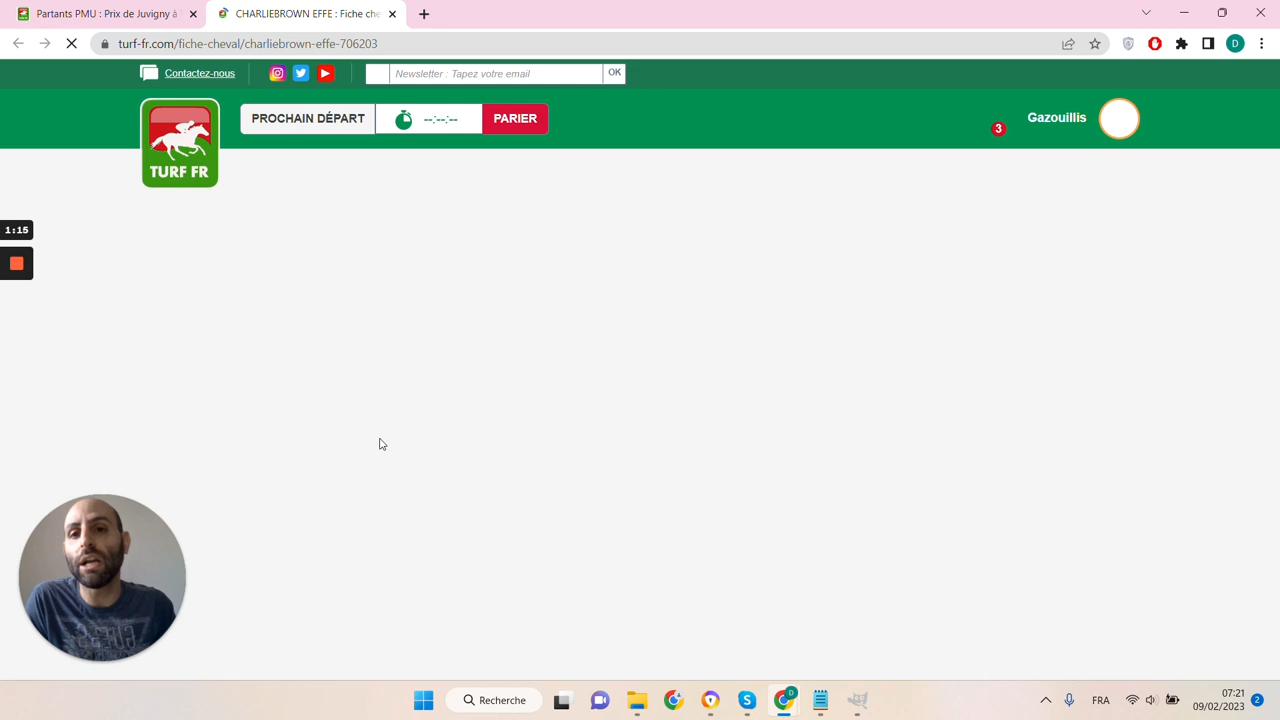 Partants PMU : Prix de Juvigny à
CHARLIEBROWN EFFE : Fiche che
turf-fr.com/fiche-cheval/charliebrown-effe-706203
D
Contactez-nous
Newsletter : Tapez votre email
OK
TURF FR
PROCHAIN DÉPART
--:--:--
PARIER
3
Gazouillis
1:15
Recherche
D
FRA
07:21
09/02/2023
2